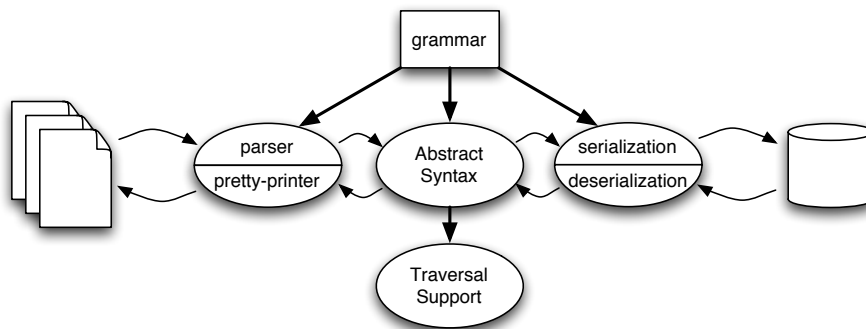 grammar
parser
pretty-printer
Abstract
Syntax
serialization
deserialization
Traversal
Support